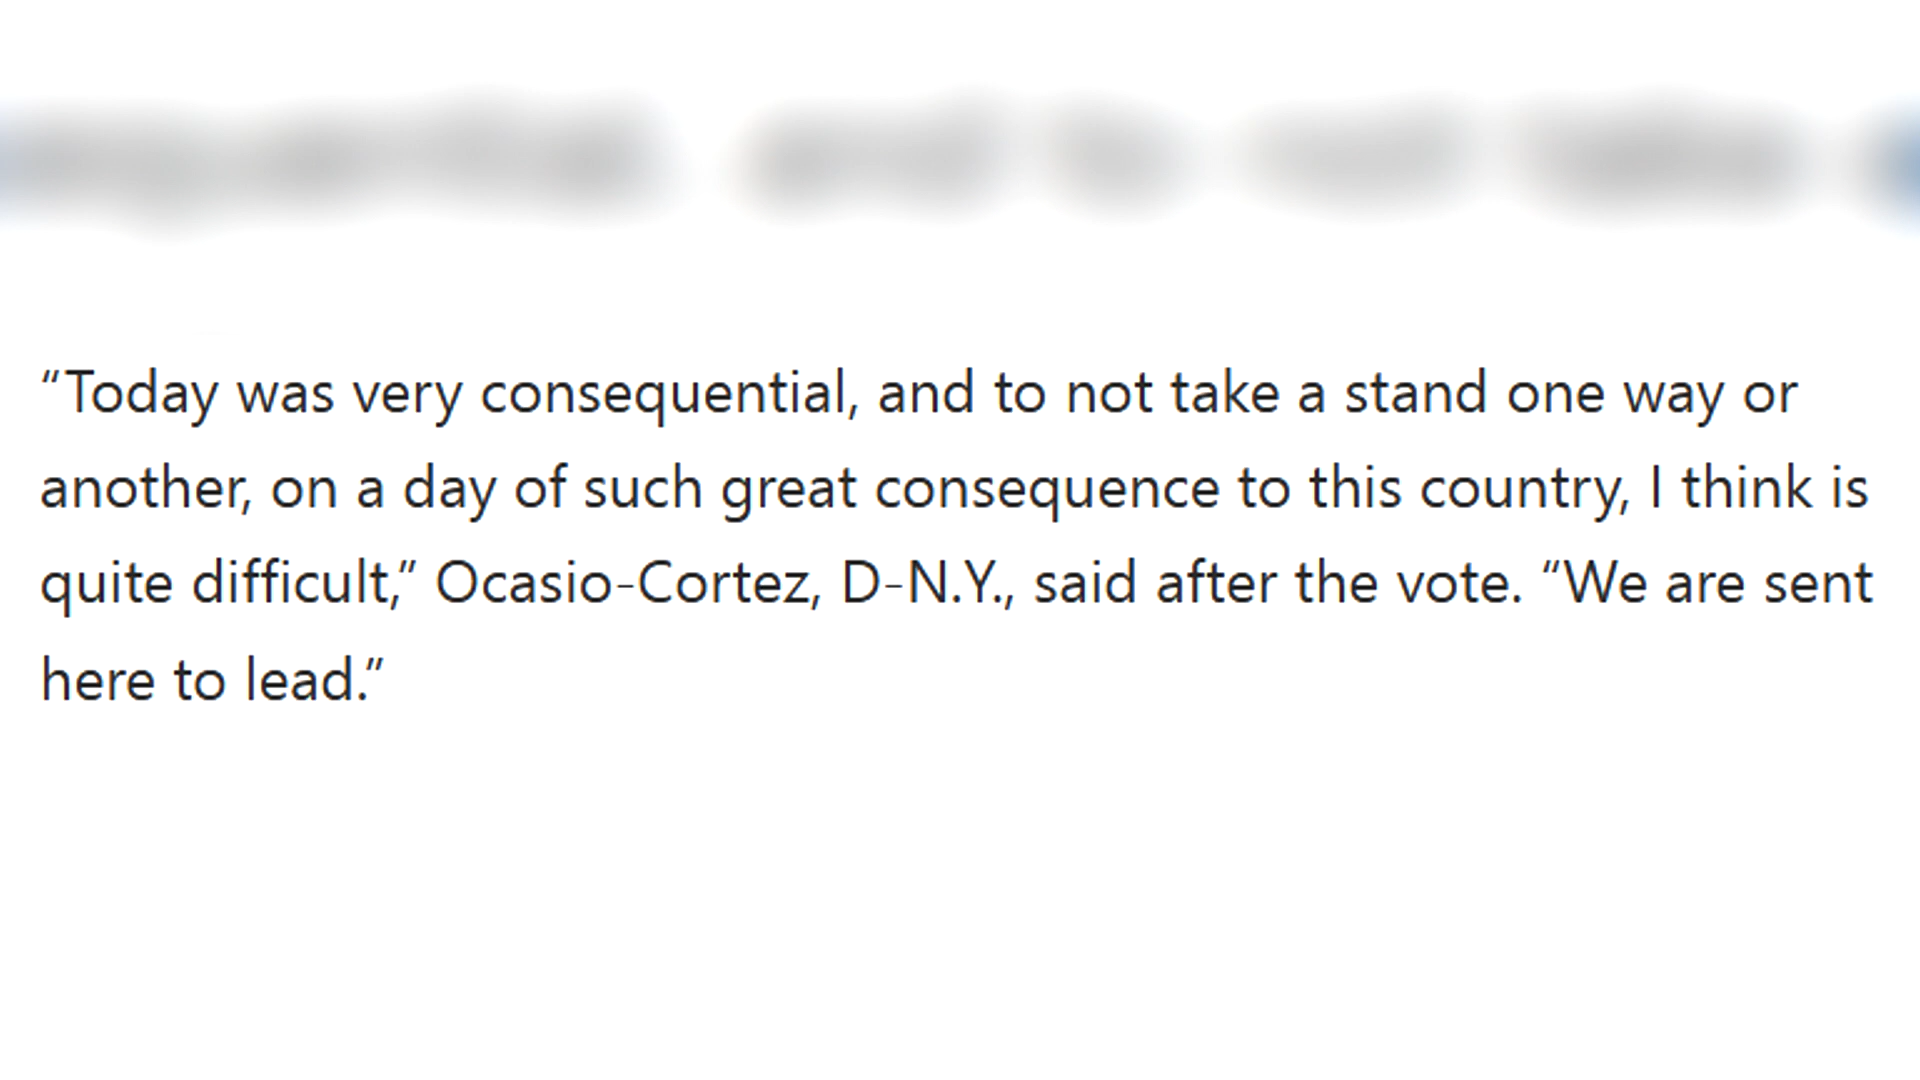 “Today was very consequential, and to not take a stand one way or
another, on a day of such great consequence to this country, I think is
quite difficult,” Ocasio-Cortez, D-N.Y., said after the vote. “We are sent
here to lead.”